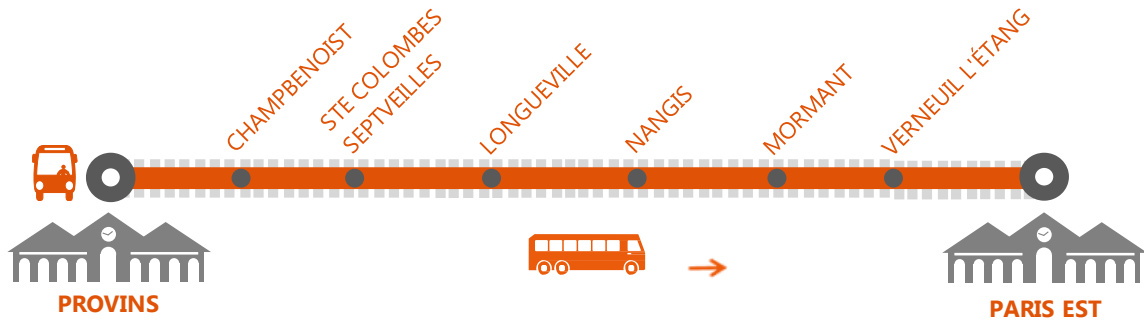 CHAMPBENOIST
STE COLOMBES
SEPTVEILLES
LONGUEVILLE
NANGIS
MORMANT
VERNEUIL L'ÉTANG
PROVINS
PARIS EST